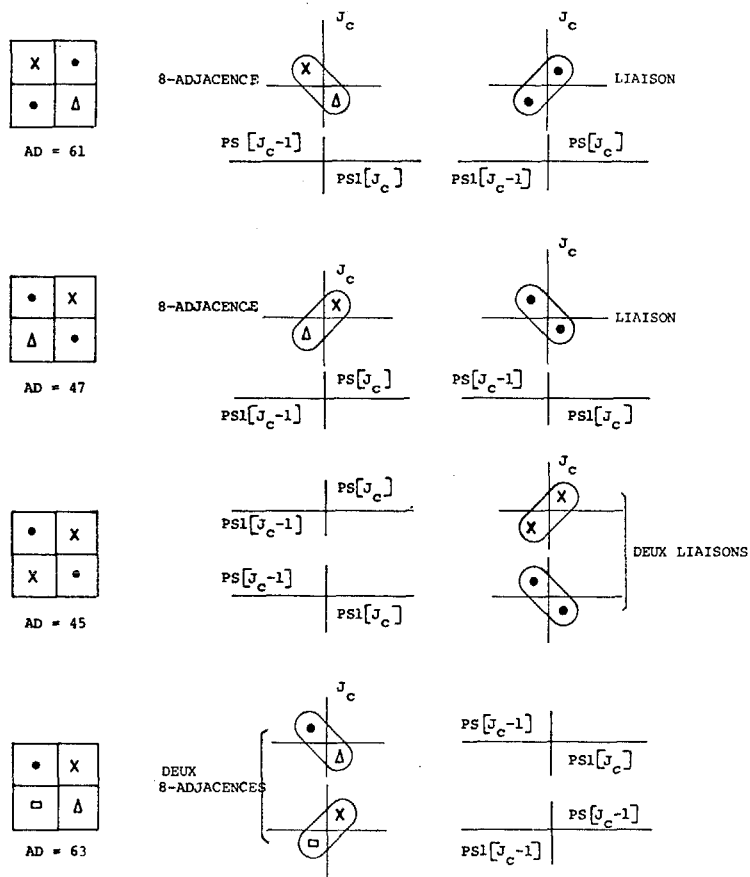 J_C J_C
X •
8-ADJACENCE X • LIAISON
• Δ
Δ •
AD = 61
PS [J_C-1] PS[J_C]
PS1[J_C] PS1[J_C-1]
J_C J_C
• X
8-ADJACENCE X • LIAISON
Δ •
Δ •
AD = 47
PS[J_C] PS[J_C-1]
PS1[J_C-1] PS1[J_C]
J_C
PS[J_C] X
PS1[J_C-1] X
• X
DEUX LIAISONS
X •
PS[J_C-1] •
PS1[J_C] •
AD = 45
J_C
• PS[J_C-1]
Δ PS1[J_C]
• X
DEUX
8-ADJACENCES
▭ Δ
X PS[J_C-1]
▭ PS1[J_C-1]
AD = 63